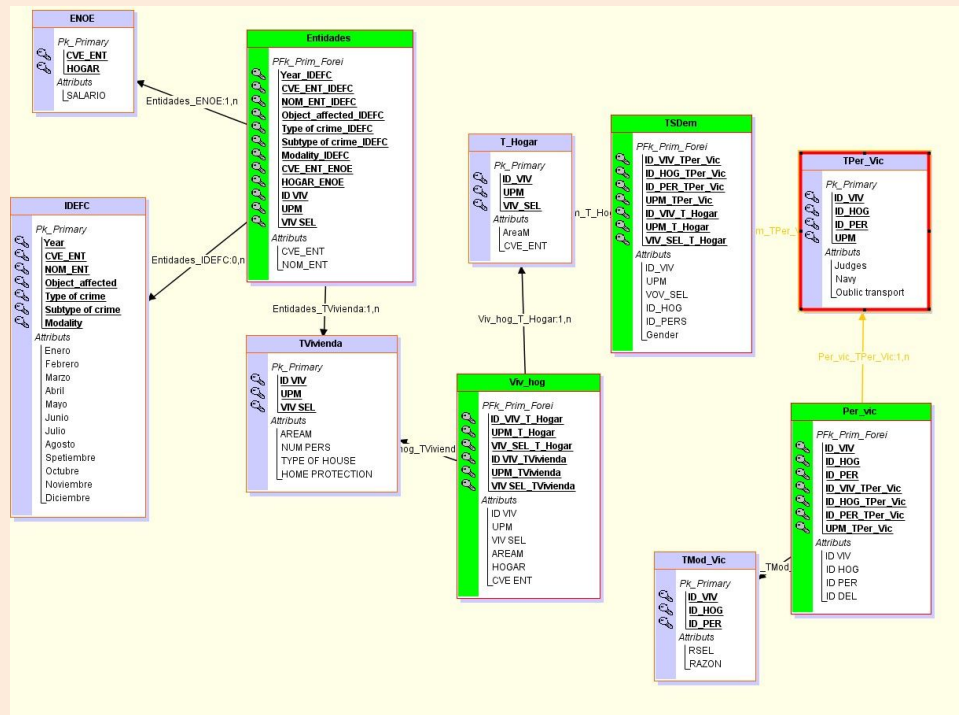 ENOE
Pk_Primary
CVE_ENT
HOGAR
Attributs
SALARIO
Entidades_ENOE:1,n
Entidades
PFk_Prim_Forei
Year_IDEFC
CVE_ENT_IDEFC
NOM_ENT_IDEFC
Object_affected_IDEFC
Type of crime_IDEFC
Subtype of crime_IDEFC
Modality_IDEFC
CVE_ENT_ENOE
HOGAR_ENOE
ID VIV
UPM
VIV SEL
Attributs
CVE_ENT
NOM_ENT
IDEFC
Pk_Primary
Year
CVE_ENT
NOM_ENT
Object_affected
Type of crime
Subtype of crime
Modality
Attributs
Enero
Febrero
Marzo
Abril
Mayo
Junio
Julio
Agosto
Spetiembre
Octubre
Noviembre
Diciembre
Entidades_IDEFC:0,n
Entidades_TVivienda:1,n
TVivienda
Pk_Primary
ID VIV
UPM
VIV SEL
Attributs
AREAM
NUM PERS
TYPE OF HOUSE
HOME PROTECTION
T_Hogar
Pk_Primary
ID_VIV
UPM
VIV_SEL
Attributs
AreaM
CVE_ENT
m_T_Ho
Viv_hog_T_Hogar:1,n
Viv_hog
PFk_Prim_Forei
ID_VIV_T_Hogar
UPM_T_Hogar
VIV_SEL_T_Hogar
ID VIV_TVivienda
UPM_TVivienda
VIV SEL_TVivienda
Attributs
ID VIV
UPM
VIV SEL
AREAM
HOGAR
CVE ENT
og_TViviend
TSDem
PFk_Prim_Forei
ID_VIV_TPer_Vic
ID_HOG_TPer_Vic
ID_PER_TPer_Vic
UPM_TPer_Vic
ID_VIV_T_Hogar
UPM_T_Hogar
VIV_SEL_T_Hogar
Attributs
ID_VIV
UPM
VOV_SEL
ID_HOG
ID_PERS
Gender
m_TPer_V
TPer_Vic
Pk_Primary
ID_VIV
ID_HOG
ID_PER
UPM
Attributs
Judges
Navy
Oublic transport
Per_vic_TPer_Vic:1,n
Per_vic
PFk_Prim_Forei
ID_VIV
ID_HOG
ID_PER
ID_VIV_TPer_Vic
ID_HOG_TPer_Vic
ID_PER_TPer_Vic
UPM_TPer_Vic
Attributs
ID VIV
ID HOG
ID PER
ID DEL
_TMod_
TMod_Vic
Pk_Primary
ID_VIV
ID_HOG
ID_PER
Attributs
RSEL
RAZON